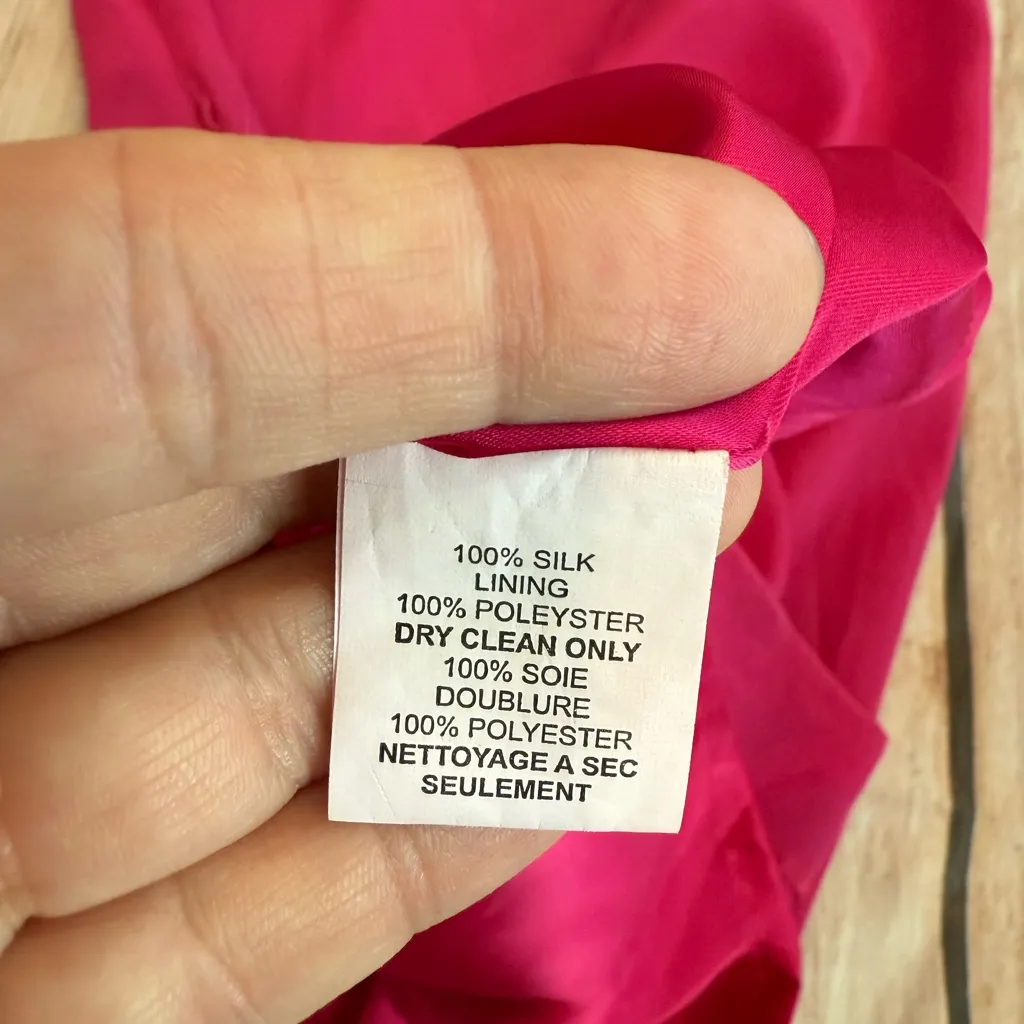 100% SILK
LINING
100% POLEYSTER
DRY CLEAN ONLY
100% SOIE
DOUBLURE
100% POLYESTER
NETTOYAGE A SEC
SEULEMENT